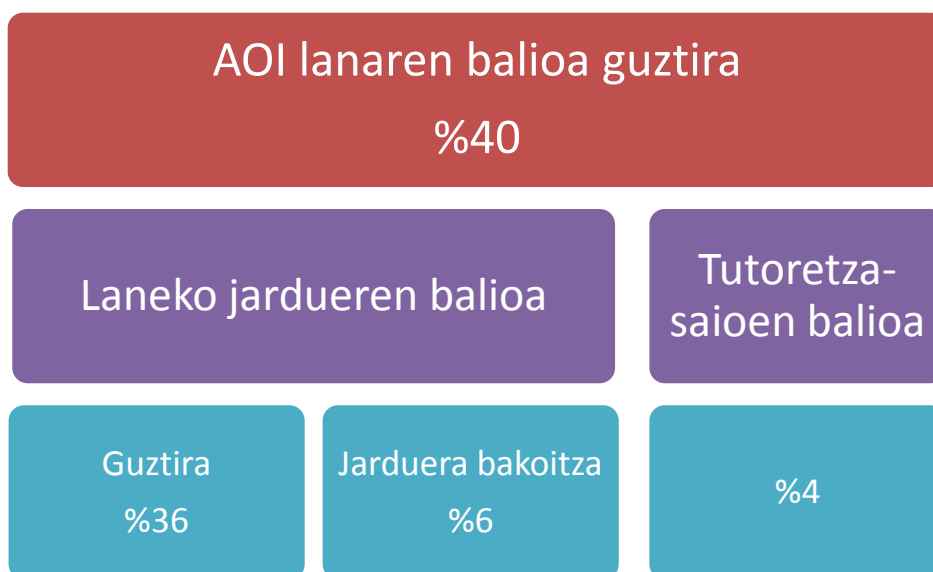 AOI lanaren balioa guztira
%40
Laneko jardueren balioa
Tutoretza-
saioen balioa
Guztira
%36
Jarduera bakoitza
%6
%4